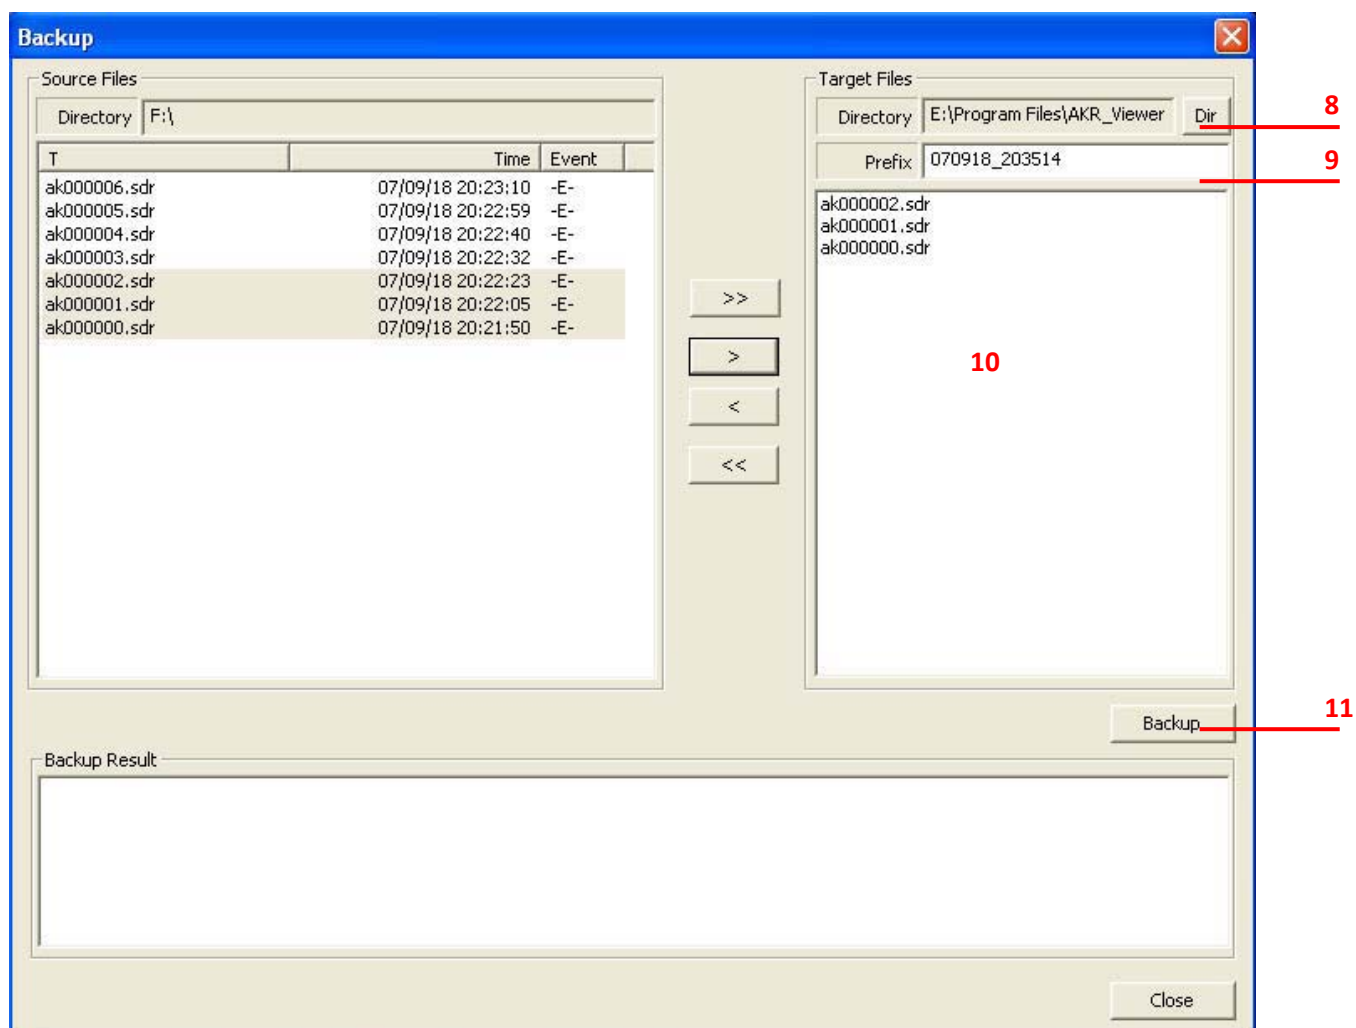 Backup
Source Files
Directory F:\
T Time Event
ak000006.sdr 07/09/18 20:23:10 -E-
ak000005.sdr 07/09/18 20:22:59 -E-
ak000004.sdr 07/09/18 20:22:40 -E-
ak000003.sdr 07/09/18 20:22:32 -E-
ak000002.sdr 07/09/18 20:22:23 -E-
ak000001.sdr 07/09/18 20:22:05 -E-
ak000000.sdr 07/09/18 20:21:50 -E-
>>
>
<
<<
Target Files
Directory E:\Program Files\AKR_Viewer Dir
8
Prefix 070918_203514
9
ak000002.sdr
ak000001.sdr
ak000000.sdr
10
Backup
11
Backup Result
Close